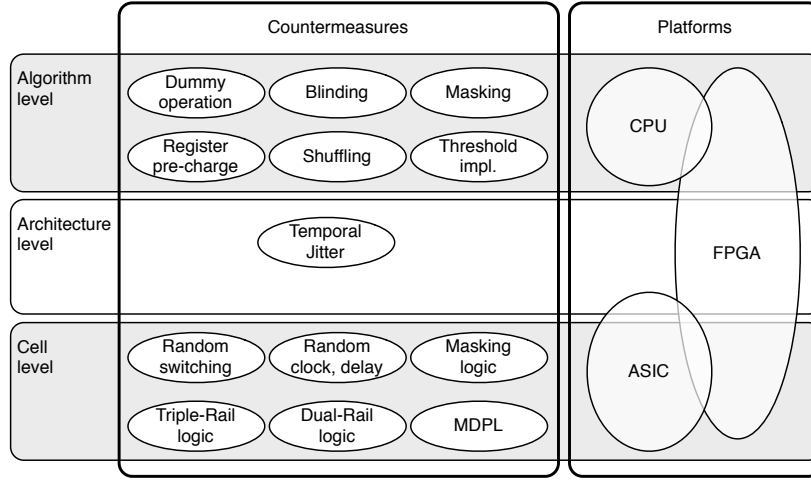 Countermeasures
Platforms
Algorithm
level
Dummy
operation
Blinding
Masking
CPU
Register
pre-charge
Shuffling
Threshold
impl.
Architecture
level
Temporal
Jitter
FPGA
Cell
level
Random
switching
Random
clock, delay
Masking
logic
ASIC
Triple-Rail
logic
Dual-Rail
logic
MDPL